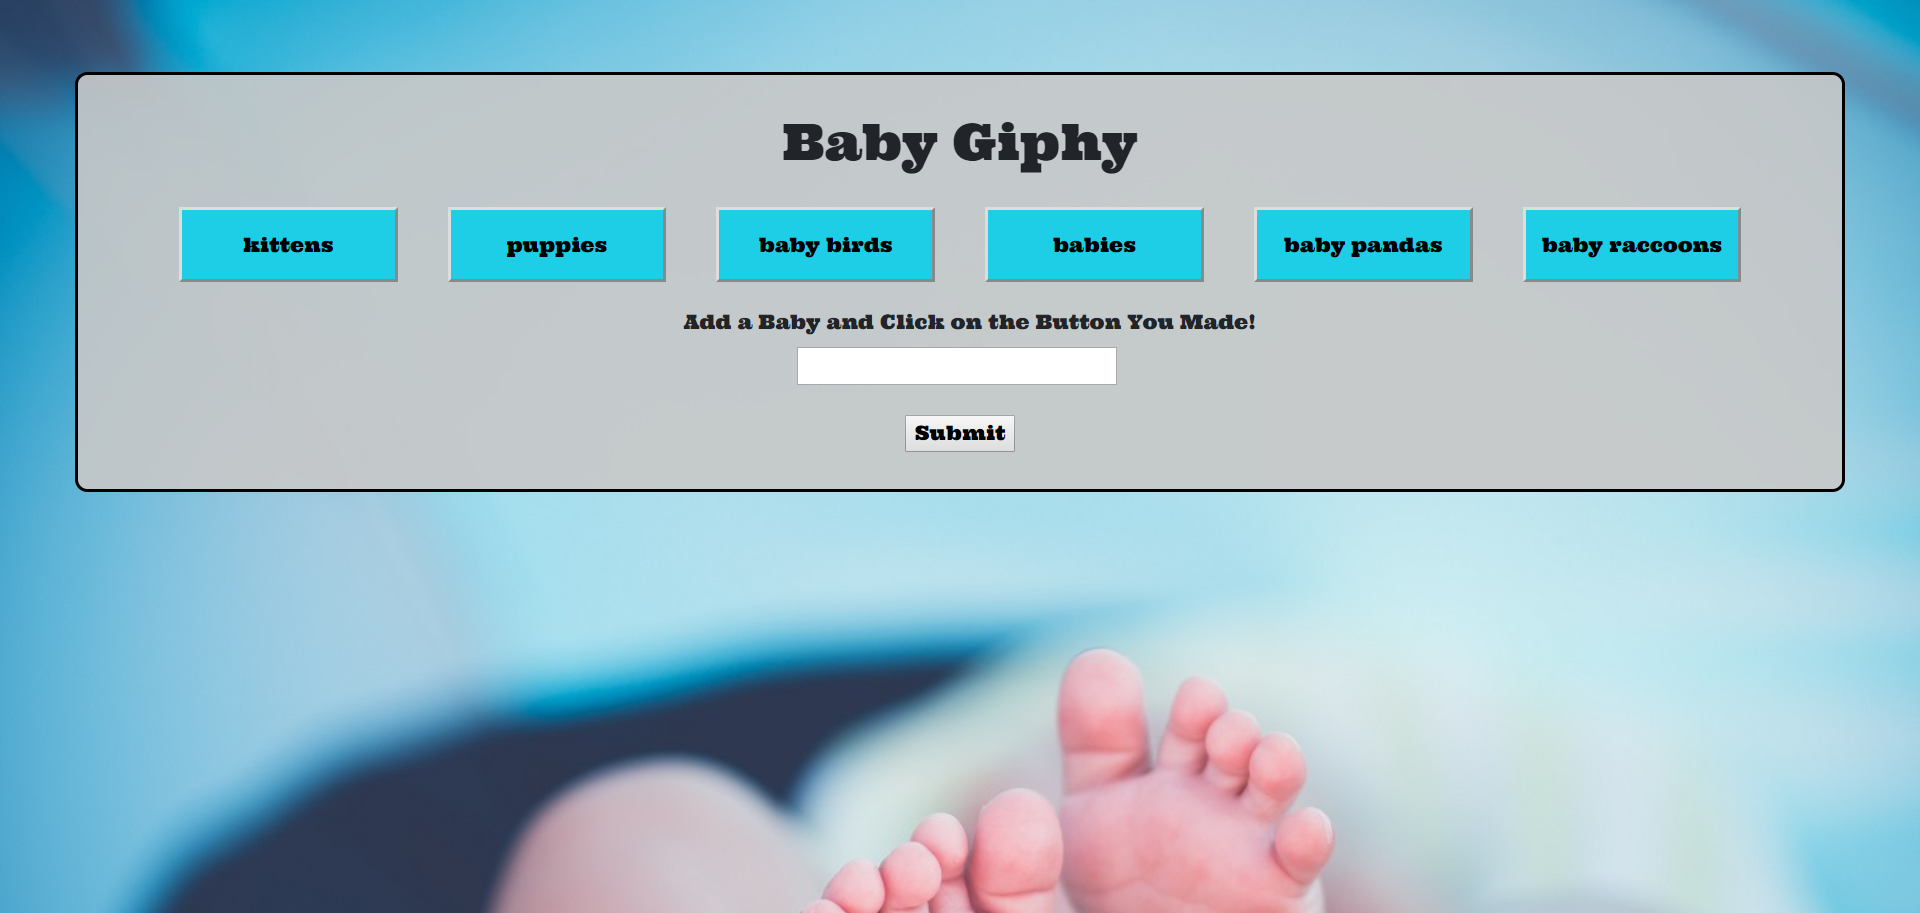 Baby Giphy
kittens puppies baby birds babies baby pandas baby raccoons
Add a Baby and Click on the Button You Made!
Submit